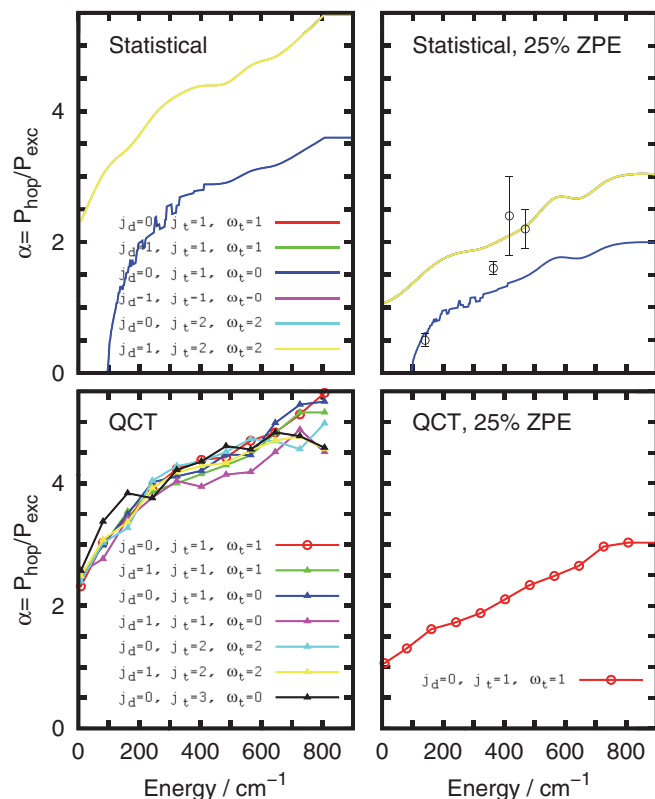 Statistical
Statistical, 25% ZPE
α= P_hop/P_exc
4
2
0
j_d=0, j_t=1, ω_t=1
j_d=1, j_t=1, ω_t=1
j_d=0, j_t=1, ω_t=0
j_d-1, j_t-1, ω_t-0
j_d=0, j_t=2, ω_t=2
j_d=1, j_t=2, ω_t=2
QCT
QCT, 25% ZPE
α= P_hop/P_exc
4
2
0
j_d=0, j_t=1, ω_t=1
j_d=1, j_t=1, ω_t=1
j_d=0, j_t=1, ω_t=0
j_d=1, j_t=1, ω_t=0
j_d=0, j_t=2, ω_t=2
j_d=1, j_t=2, ω_t=2
j_d=0, j_t=3, ω_t=0
j_d=0, j_t=1, ω_t=1
0 200 400 600 800
0 200 400 600 800
Energy / cm⁻¹
Energy / cm⁻¹